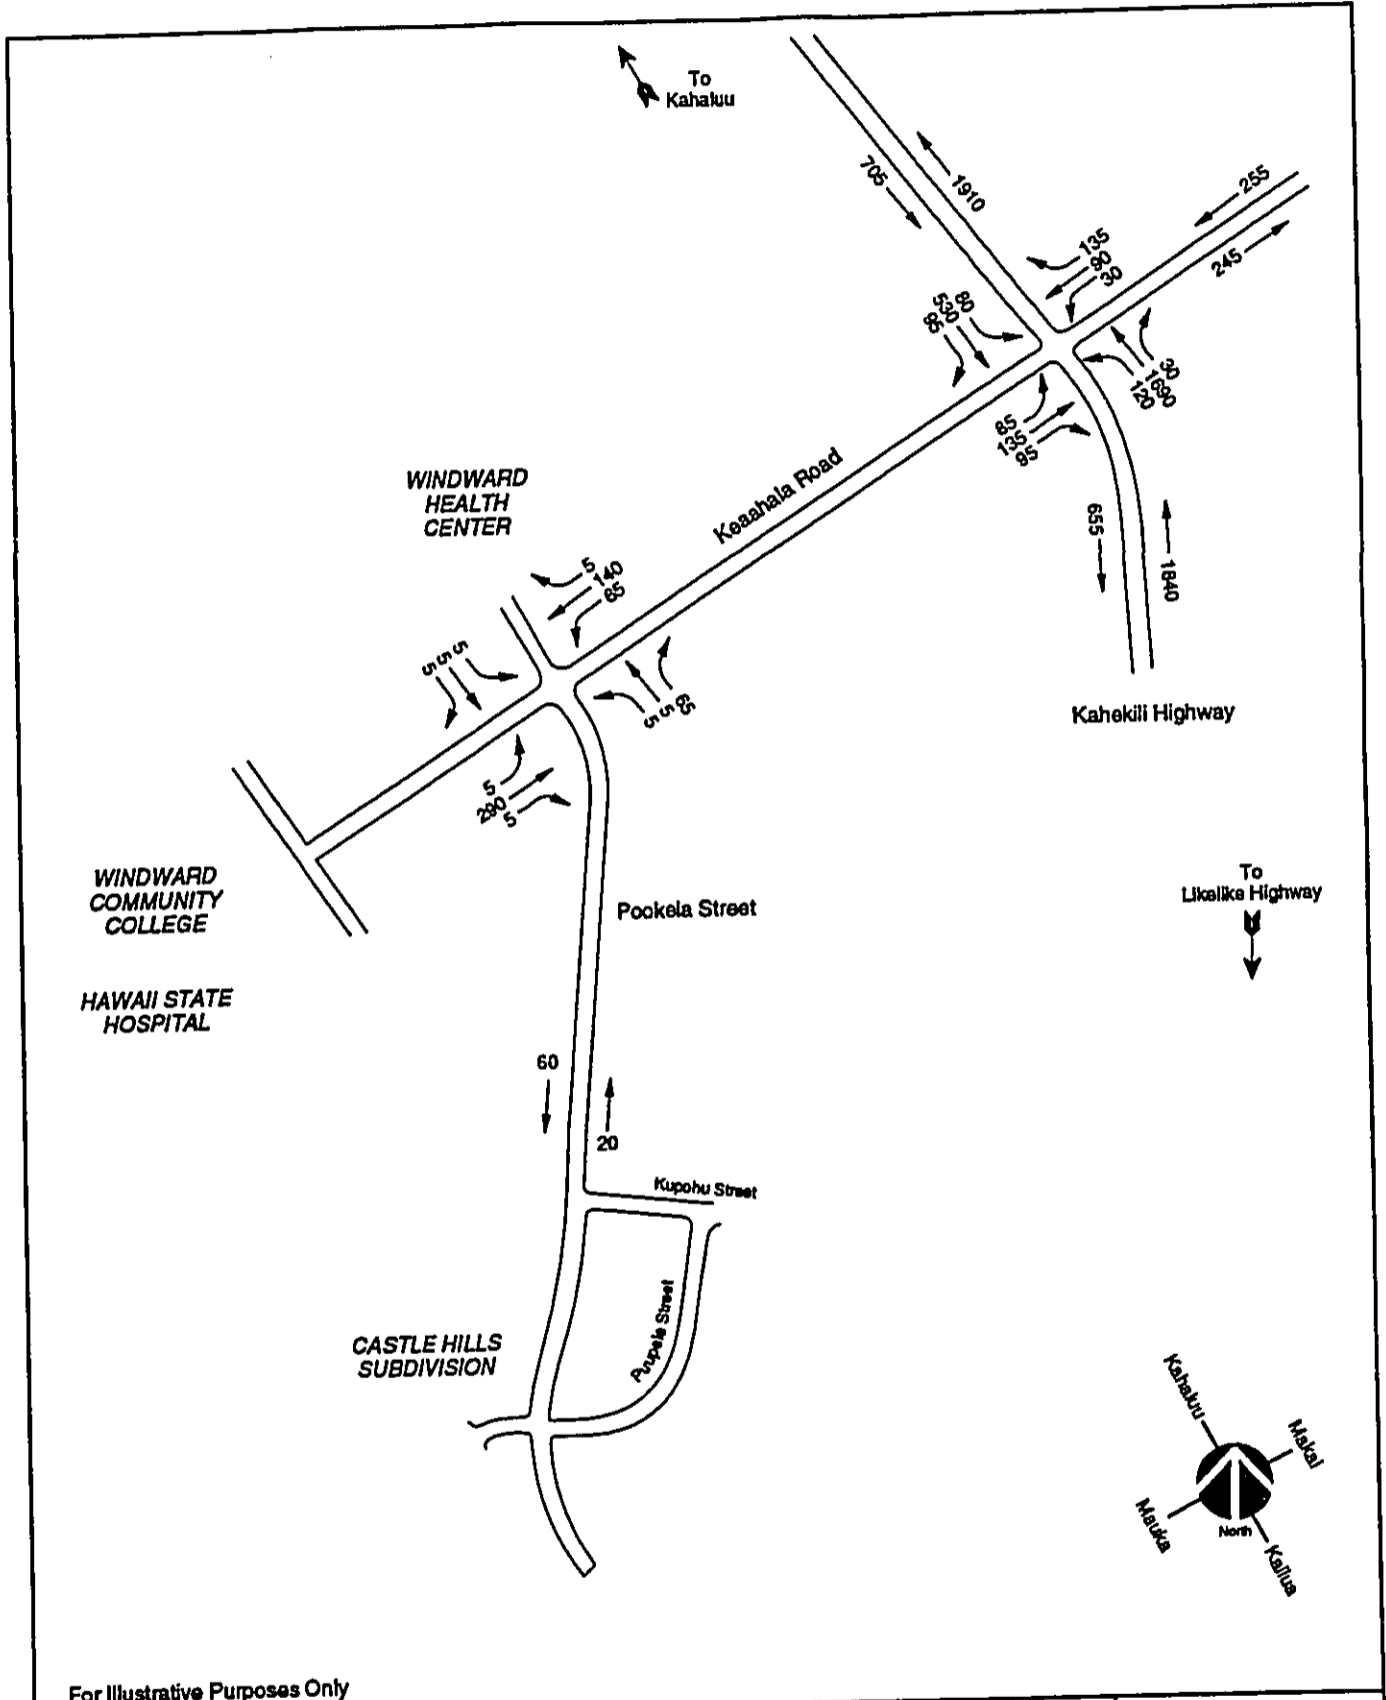 To
Kahaluu
705
1910
255
245
135
90
30
80
530
85
30
1690
120
85
135
95
655
1840
Kahekili Highway
Keaahala Road
WINDWARD
HEALTH
CENTER
5
140
65
5
5
5
65
5
5
5
290
5
WINDWARD
COMMUNITY
COLLEGE
HAWAII STATE
HOSPITAL
Pookela Street
To
Likelike Highway
60
20
Kupohu Street
Puupele Street
CASTLE HILLS
SUBDIVISION
Kahaluu
Makai
Mauka
North
Kailua
For Illustrative Purposes Only